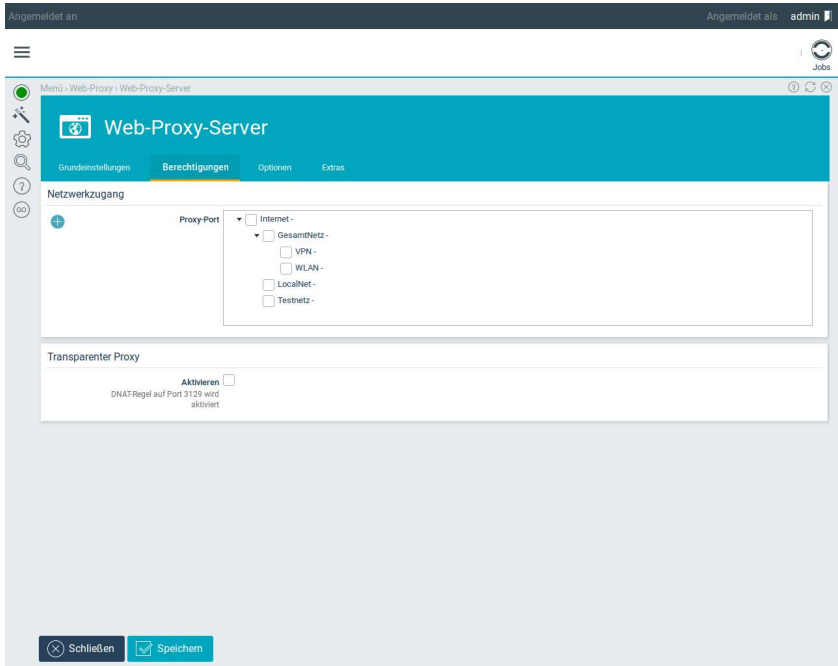 Angemeldet an
Angemeldet als admin
Jobs
Menü › Web-Proxy › Web-Proxy-Server
Web-Proxy-Server
Grundeinstellungen Berechtigungen Optionen Extras
Netzwerkzugang
Proxy-Port
Internet -
GesamtNetz -
VPN -
WLAN -
LocalNet -
Testnetz -
Transparenter Proxy
Aktivieren
DNAT-Regel auf Port 3129 wird
aktiviert
GO
Schließen
Speichern